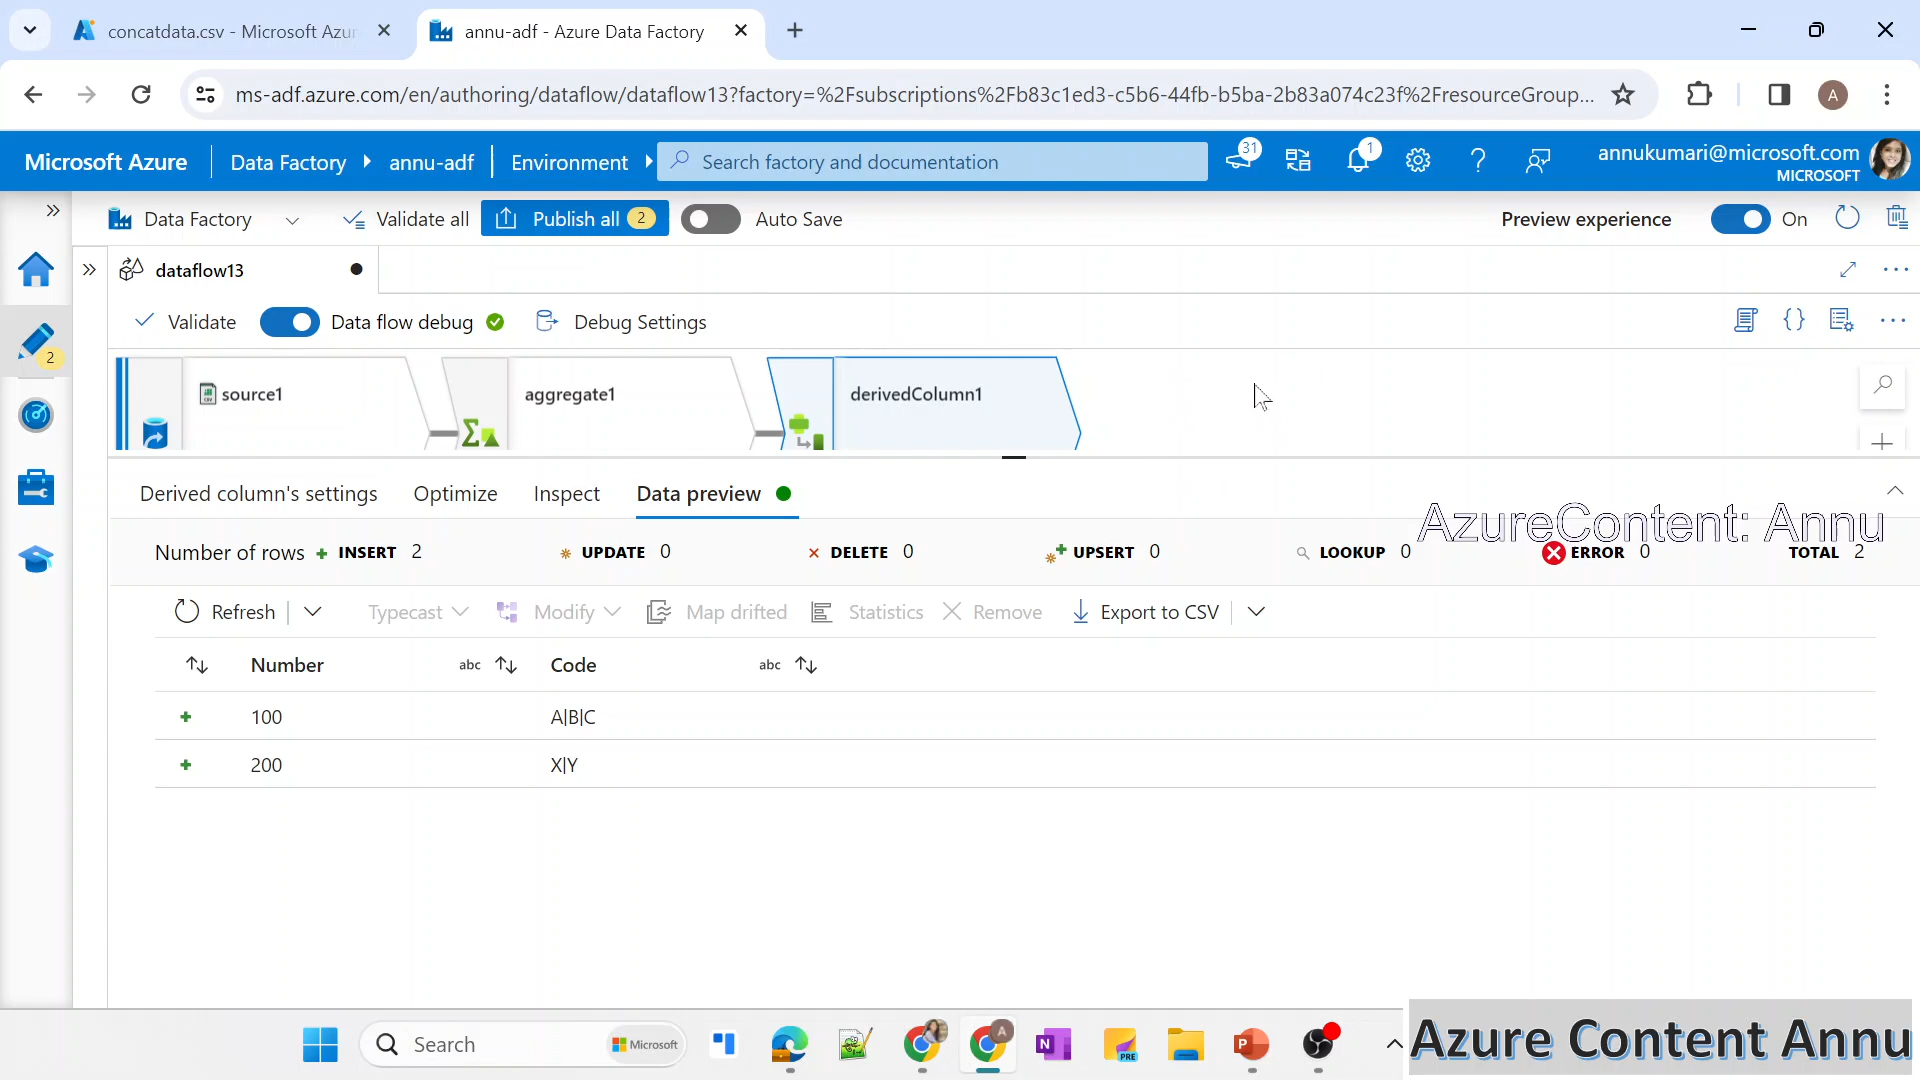 concatdata.csv - Microsoft Azur
annu-adf - Azure Data Factory
ms-adf.azure.com/en/authoring/dataflow/dataflow13?factory=%2Fsubscriptions%2Fb83c1ed3-c5b6-44fb-b5ba-2b83a074c23f%2FresourceGroup...
A
Microsoft Azure
Data Factory
annu-adf
Environment
Search factory and documentation
31
1
annukumari@microsoft.com
MICROSOFT
Data Factory
Validate all
Publish all 2
Auto Save
Preview experience
On
dataflow13
2
Validate
Data flow debug
Debug Settings
source1
aggregate1
derivedColumn1
Derived column's settings
Optimize
Inspect
Data preview
AzureContent: Annu
Number of rows
INSERT 2
UPDATE 0
DELETE 0
UPSERT 0
LOOKUP 0
ERROR 0
TOTAL 2
Refresh
Typecast
Modify
Map drifted
Statistics
Remove
Export to CSV
Number abc Code abc
100 A|B|C
200 X|Y
Search
Microsoft
A
N
PRE
P
Azure Content Annu